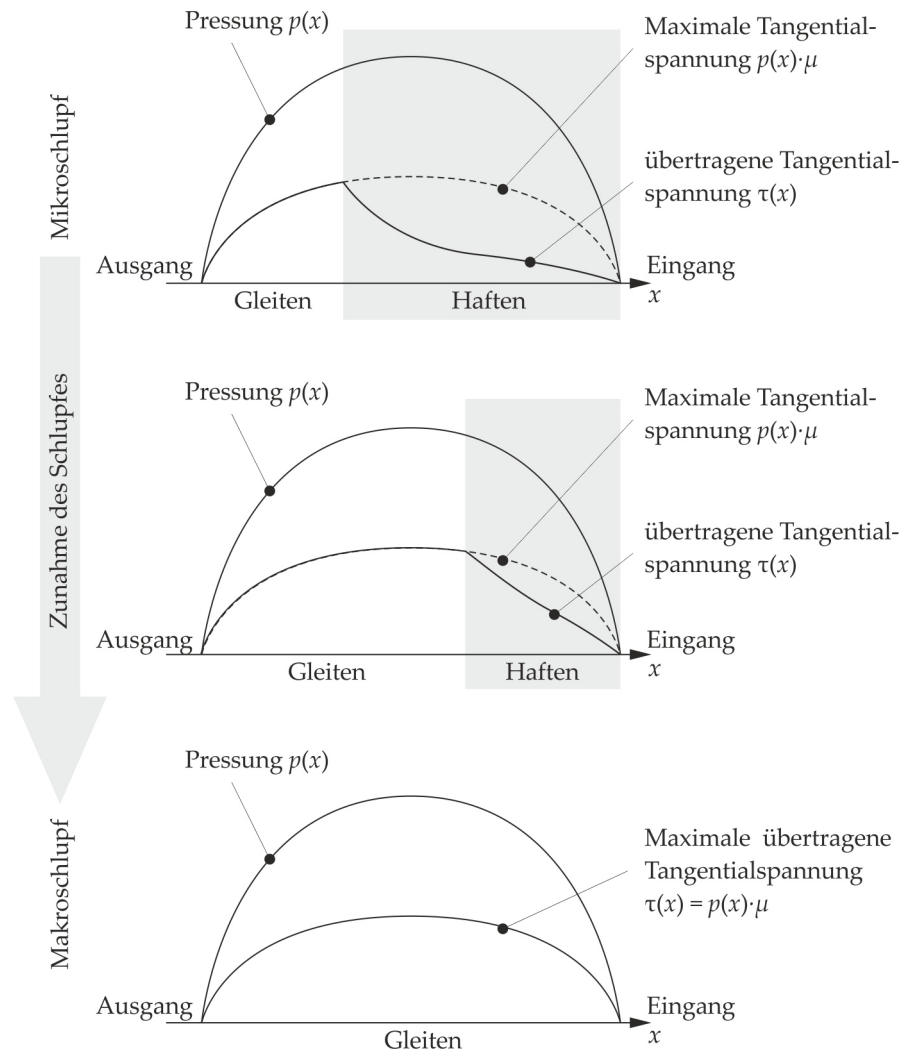 Pressung p(x)
Maximale Tangential-
spannung p(x)·μ
übertragene Tangential-
spannung τ(x)
Mikroschlupf
Ausgang
Eingang
x
Gleiten
Haften
Zunahme des Schlupfes
Pressung p(x)
Maximale Tangential-
spannung p(x)·μ
übertragene Tangential-
spannung τ(x)
Ausgang
Eingang
x
Gleiten
Haften
Pressung p(x)
Makroschlupf
Maximale übertragene
Tangentialspannung
τ(x) = p(x)·μ
Ausgang
Eingang
x
Gleiten